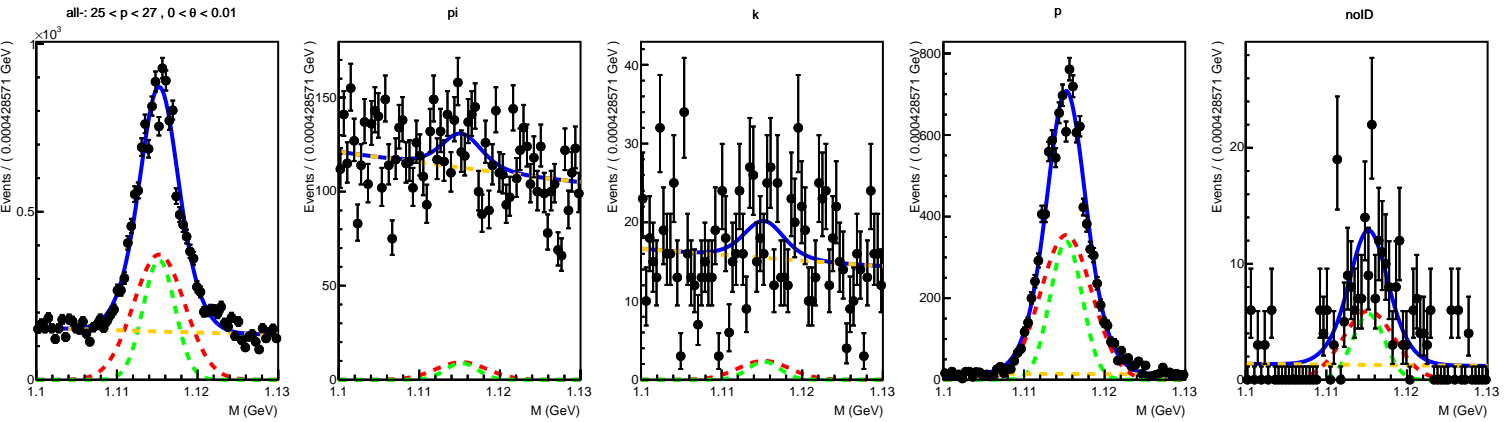 all-: 25 < p < 27 , 0 < θ < 0.01
×10³
Events / ( 0.000428571 GeV )
1
0.5
0
1.1
1.11
1.12
1.13
M (GeV)
pi
Events / ( 0.000428571 GeV )
150
100
50
0
1.1
1.11
1.12
1.13
M (GeV)
k
Events / ( 0.000428571 GeV )
40
30
20
10
0
1.1
1.11
1.12
1.13
M (GeV)
p
Events / ( 0.000428571 GeV )
800
600
400
200
0
1.1
1.11
1.12
1.13
M (GeV)
noID
Events / ( 0.000428571 GeV )
20
10
0
1.1
1.11
1.12
1.13
M (GeV)